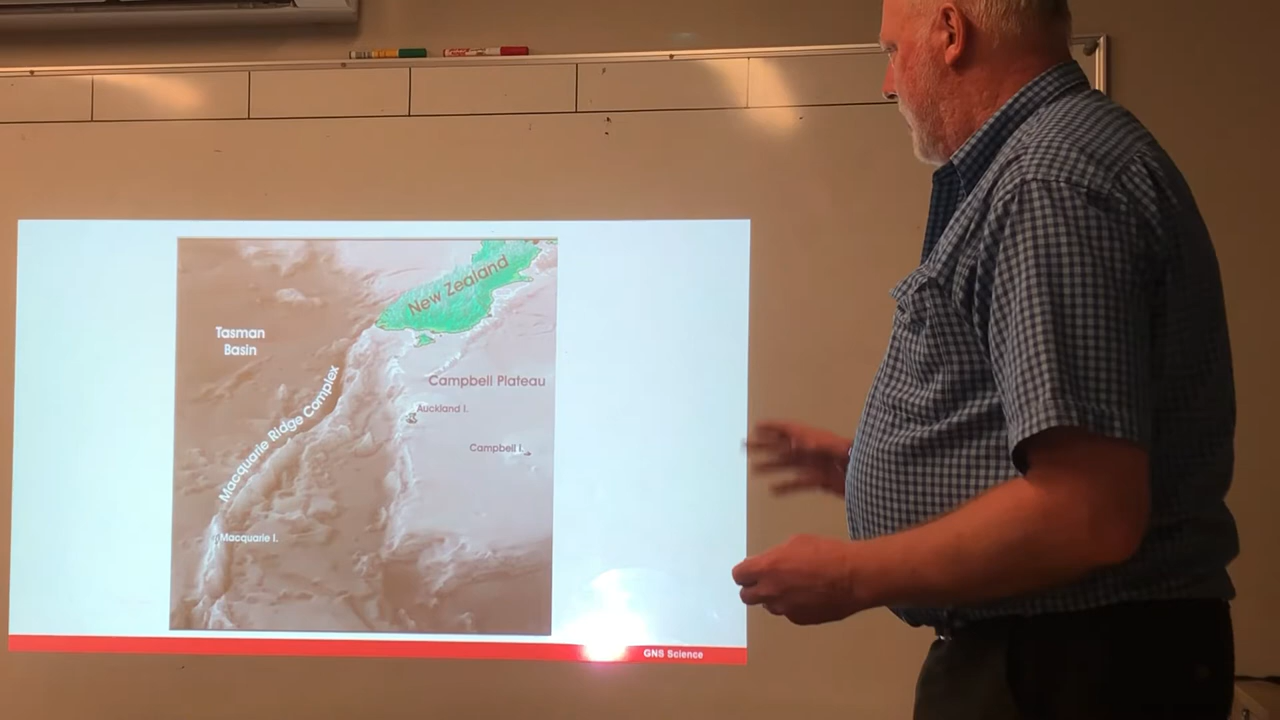 New Zealand
Tasman
Basin
Macquarie Ridge Complex
Campbell Plateau
Auckland I.
Campbell I.
Macquarie I.
GNS Science